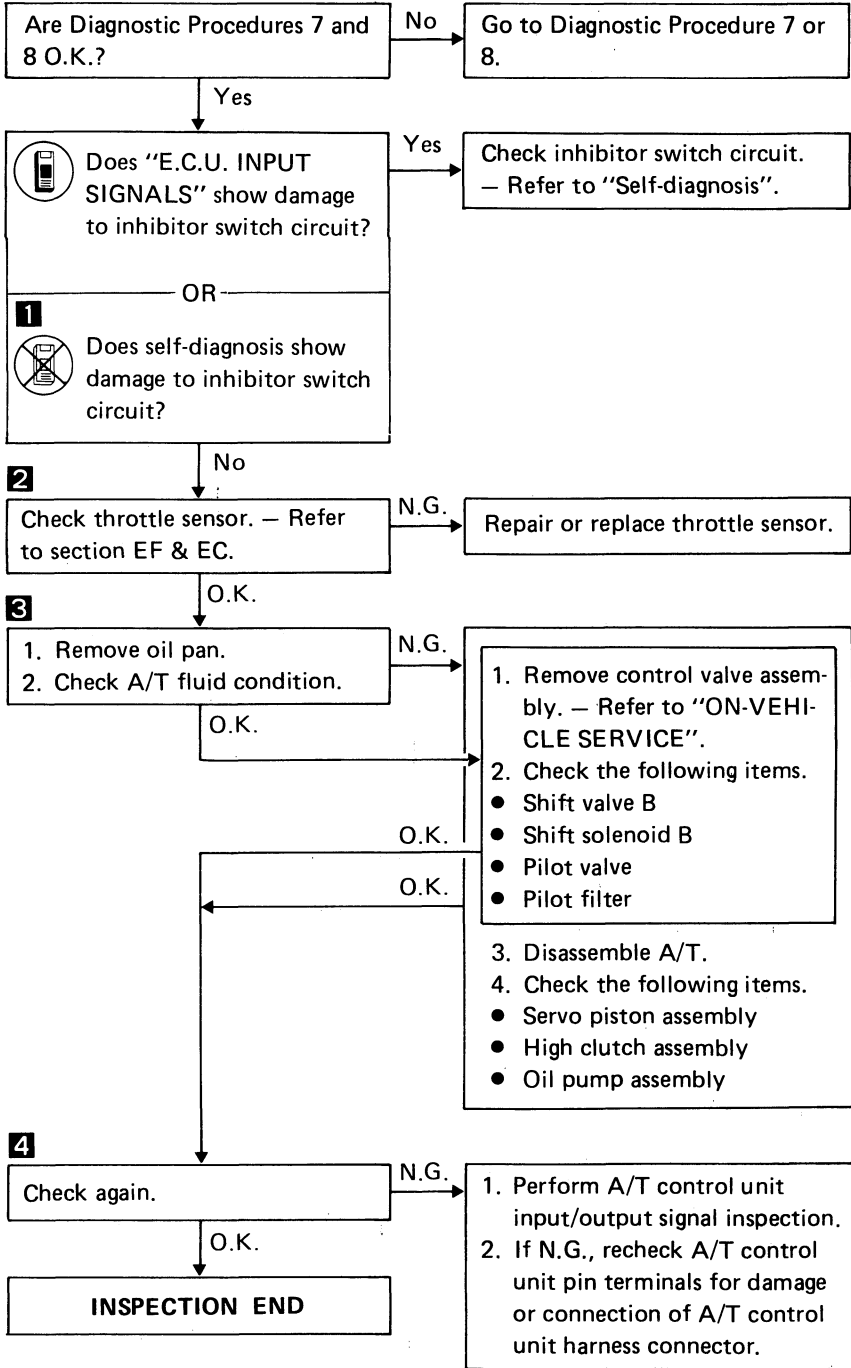 Are Diagnostic Procedures 7 and
8 O.K.?
No
Go to Diagnostic Procedure 7 or
8.
Yes
Does "E.C.U. INPUT
SIGNALS" show damage
to inhibitor switch circuit?
Yes
Check inhibitor switch circuit.
— Refer to "Self-diagnosis".
OR
1
Does self-diagnosis show
damage to inhibitor switch
circuit?
No
2
Check throttle sensor. — Refer
to section EF & EC.
N.G.
Repair or replace throttle sensor.
O.K.
3
1. Remove oil pan.
2. Check A/T fluid condition.
N.G.
O.K.
1. Remove control valve assem-
bly. — Refer to "ON-VEHI-
CLE SERVICE".
2. Check the following items.
● Shift valve B
● Shift solenoid B
● Pilot valve
● Pilot filter
O.K.
O.K.
3. Disassemble A/T.
4. Check the following items.
● Servo piston assembly
● High clutch assembly
● Oil pump assembly
4
Check again.
N.G.
1. Perform A/T control unit
input/output signal inspection.
2. If N.G., recheck A/T control
unit pin terminals for damage
or connection of A/T control
unit harness connector.
O.K.
INSPECTION END